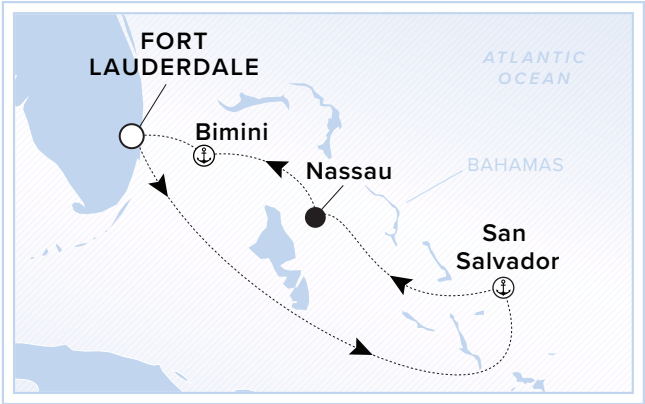 FORT
LAUDERDALE
ATLANTIC
OCEAN
Bimini
Nassau
BAHAMAS
San
Salvador